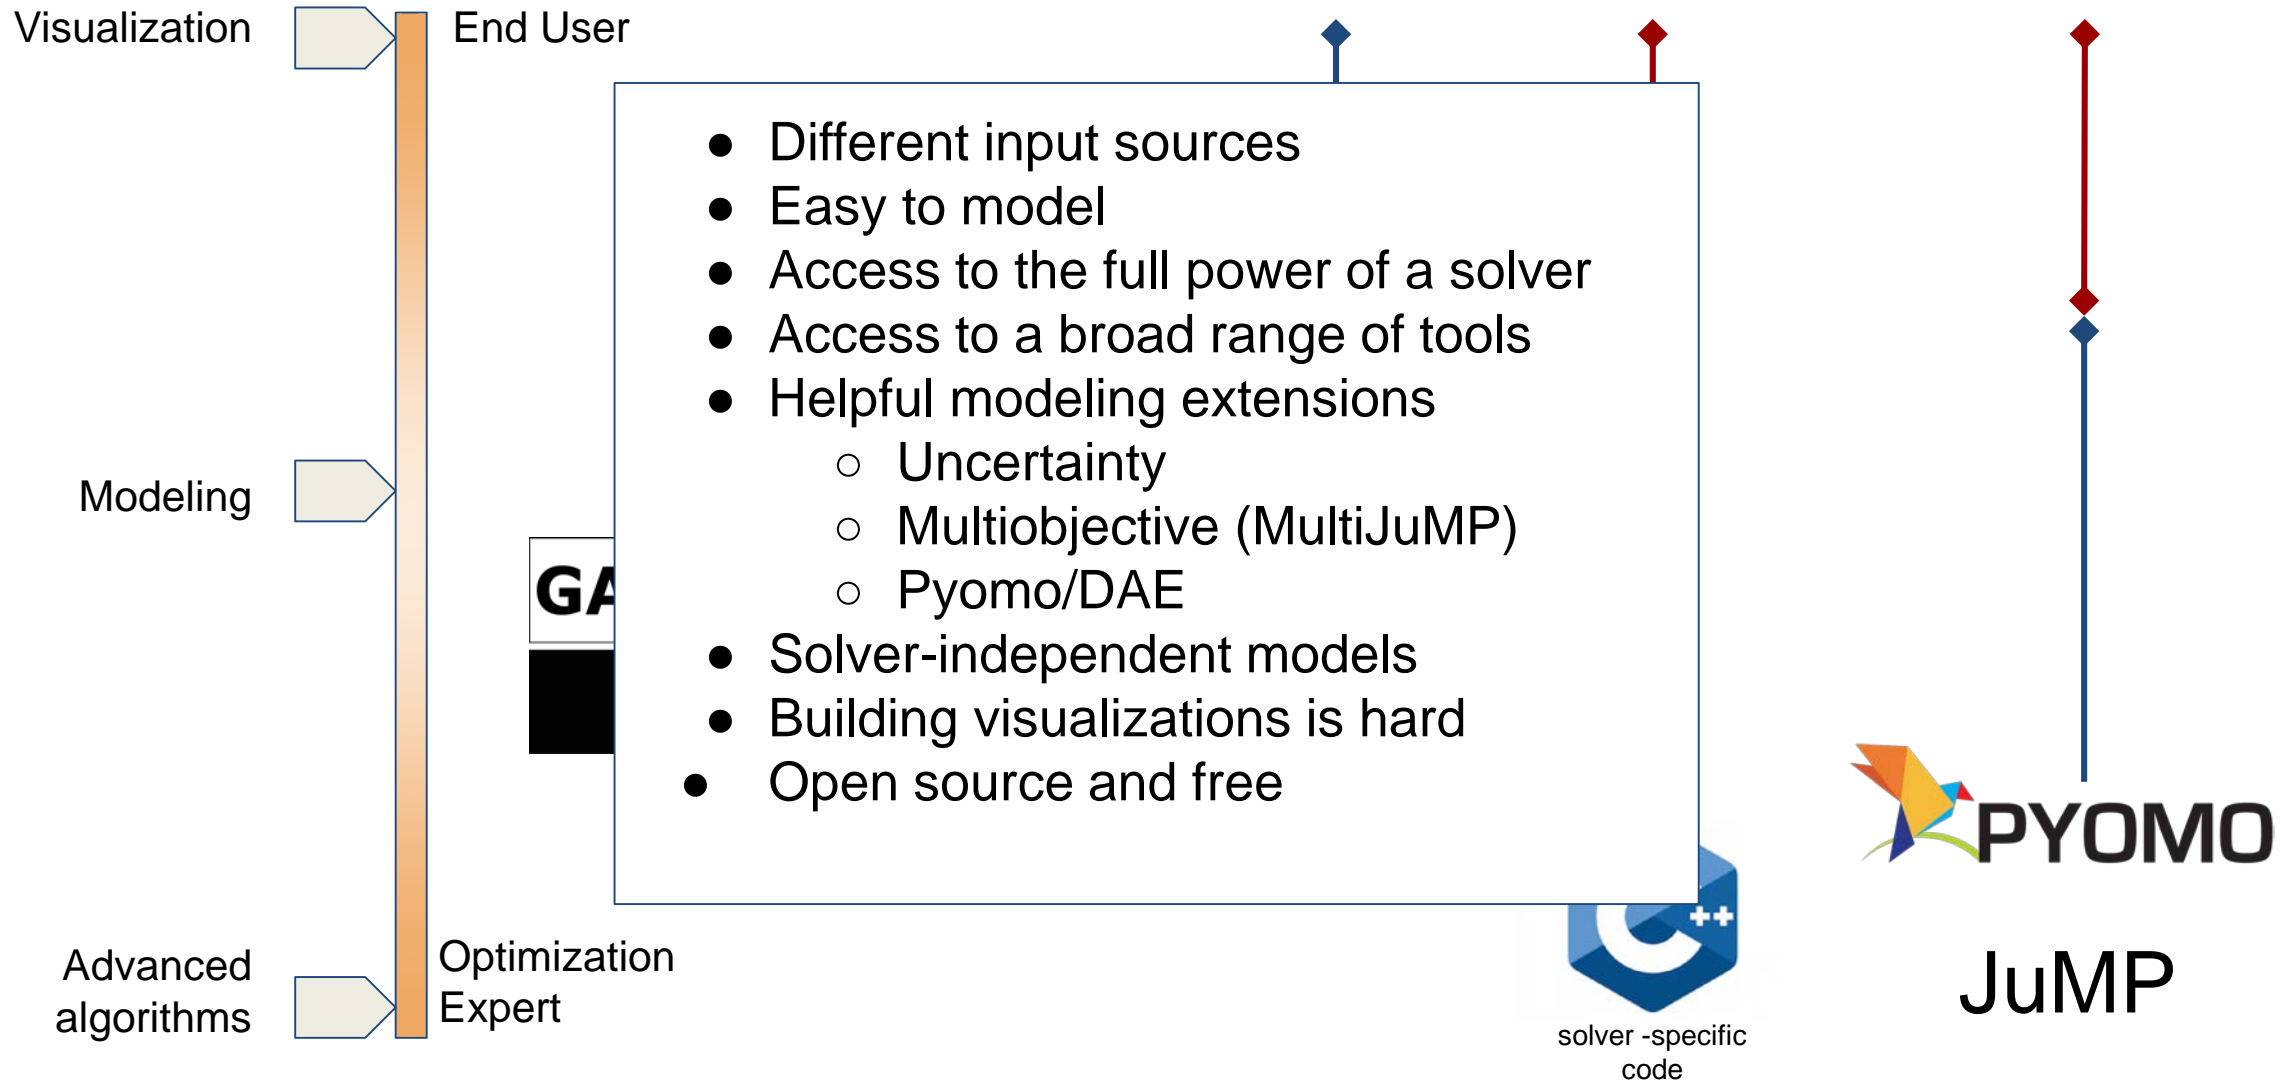 Visualization
End User
● Different input sources
● Easy to model
● Access to the full power of a solver
● Access to a broad range of tools
● Helpful modeling extensions
○ Uncertainty
○ Multiobjective (MultiJuMP)
○ Pyomo/DAE
● Solver-independent models
● Building visualizations is hard
● Open source and free
Modeling
GA
PYOMO
JuMP
C++
solver -specific
code
Advanced
algorithms
Optimization
Expert